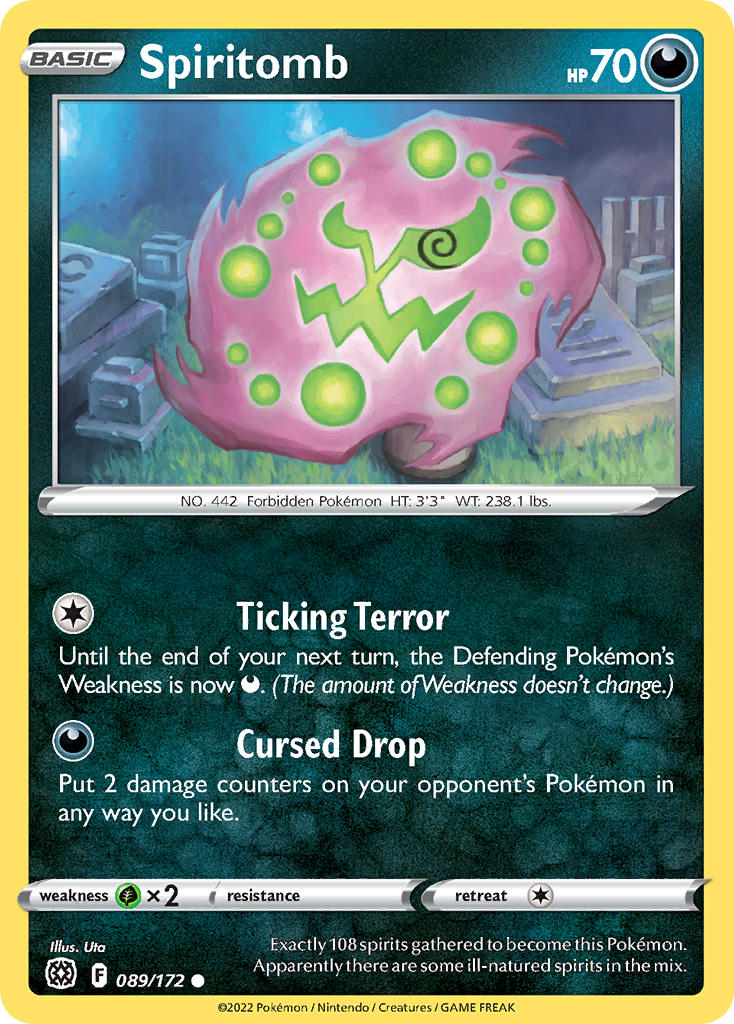 BASIC
Spiritomb
HP 70
NO. 442 Forbidden Pokémon HT: 3'3" WT: 238.1 lbs.
Ticking Terror
Until the end of your next turn, the Defending Pokémon's
Weakness is now . (The amount of Weakness doesn't change.)
Cursed Drop
Put 2 damage counters on your opponent's Pokémon in
any way you like.
weakness ×2 resistance retreat
Illus. Uta
Exactly 108 spirits gathered to become this Pokémon.
Apparently there are some ill-natured spirits in the mix.
F 089/172
©2022 Pokémon / Nintendo / Creatures / GAME FREAK